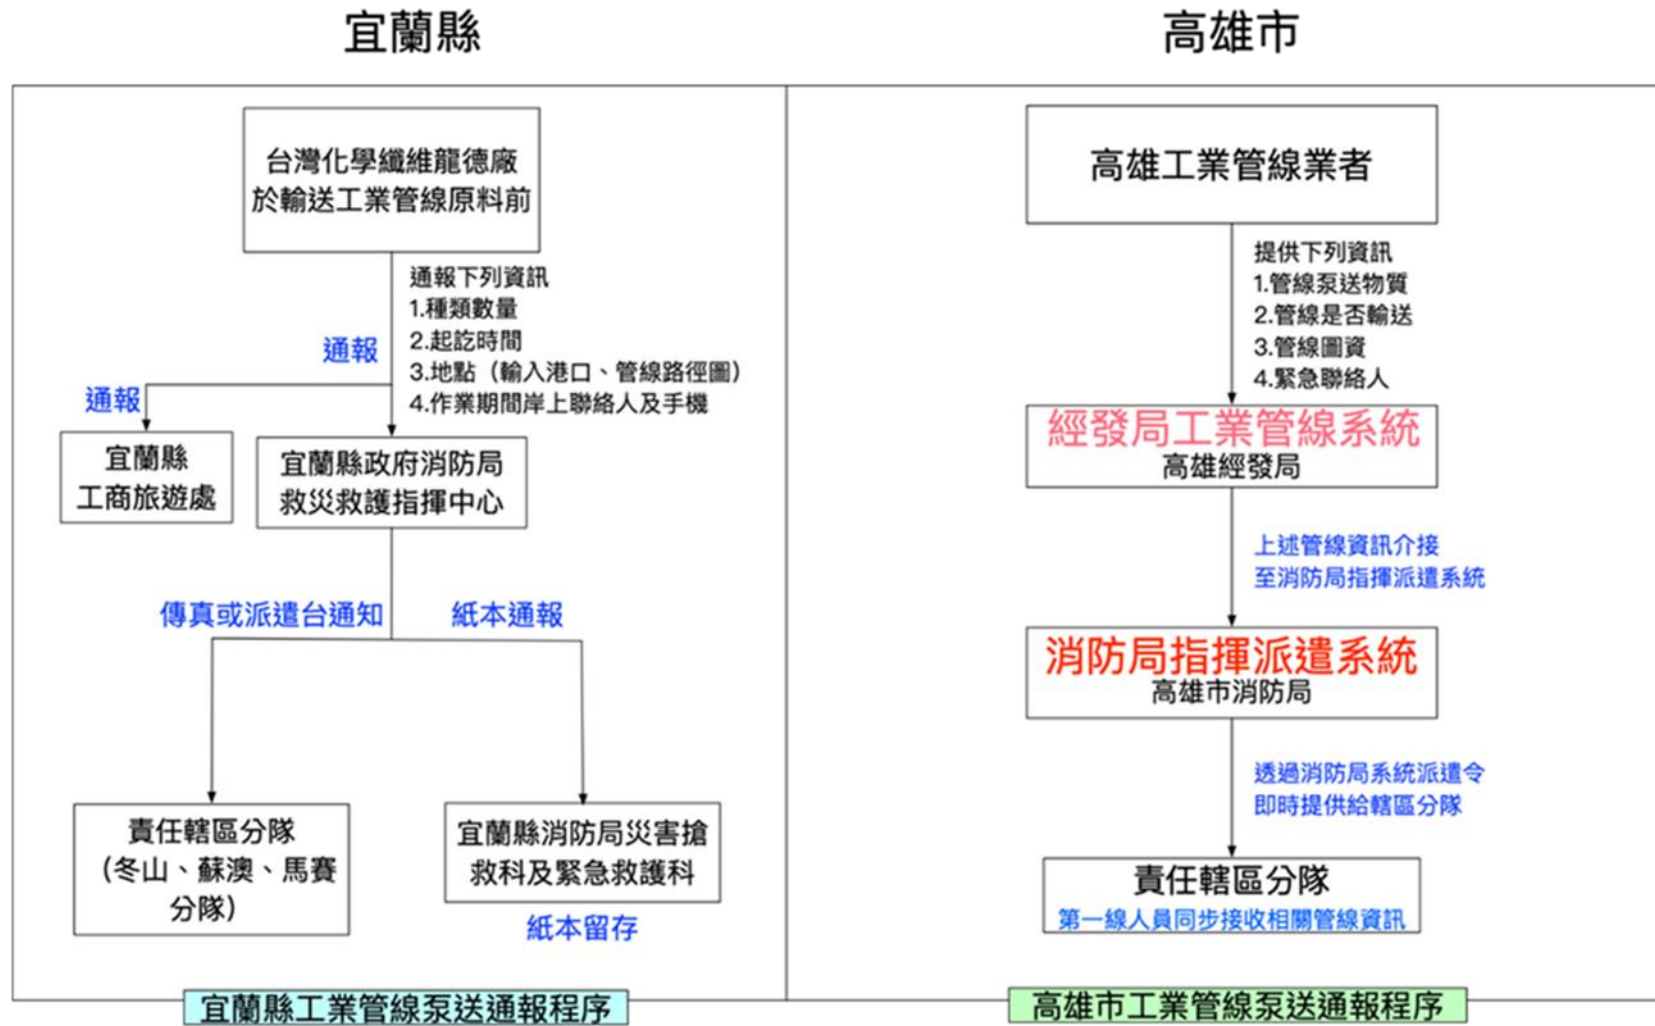 宜蘭縣
台灣化學纖維龍德廠
於輸送工業管線原料前
通報下列資訊
1.種類數量
2.起訖時間
3.地點（輸入港口、管線路徑圖）
4.作業期間岸上聯絡人及手機
通報
通報
宜蘭縣
工商旅遊處
宜蘭縣政府消防局
救災救護指揮中心
傳真或派遣台通知
紙本通報
責任轄區分隊
（冬山、蘇澳、馬賽
分隊）
宜蘭縣消防局災害搶
救科及緊急救護科
紙本留存
宜蘭縣工業管線泵送通報程序
高雄市
高雄工業管線業者
提供下列資訊
1.管線泵送物質
2.管線是否輸送
3.管線圖資
4.緊急聯絡人
經發局工業管線系統
高雄經發局
上述管線資訊介接
至消防局指揮派遣系統
消防局指揮派遣系統
高雄市消防局
透過消防局系統派遣令
即時提供給轄區分隊
責任轄區分隊
第一線人員同步接收相關管線資訊
高雄市工業管線泵送通報程序